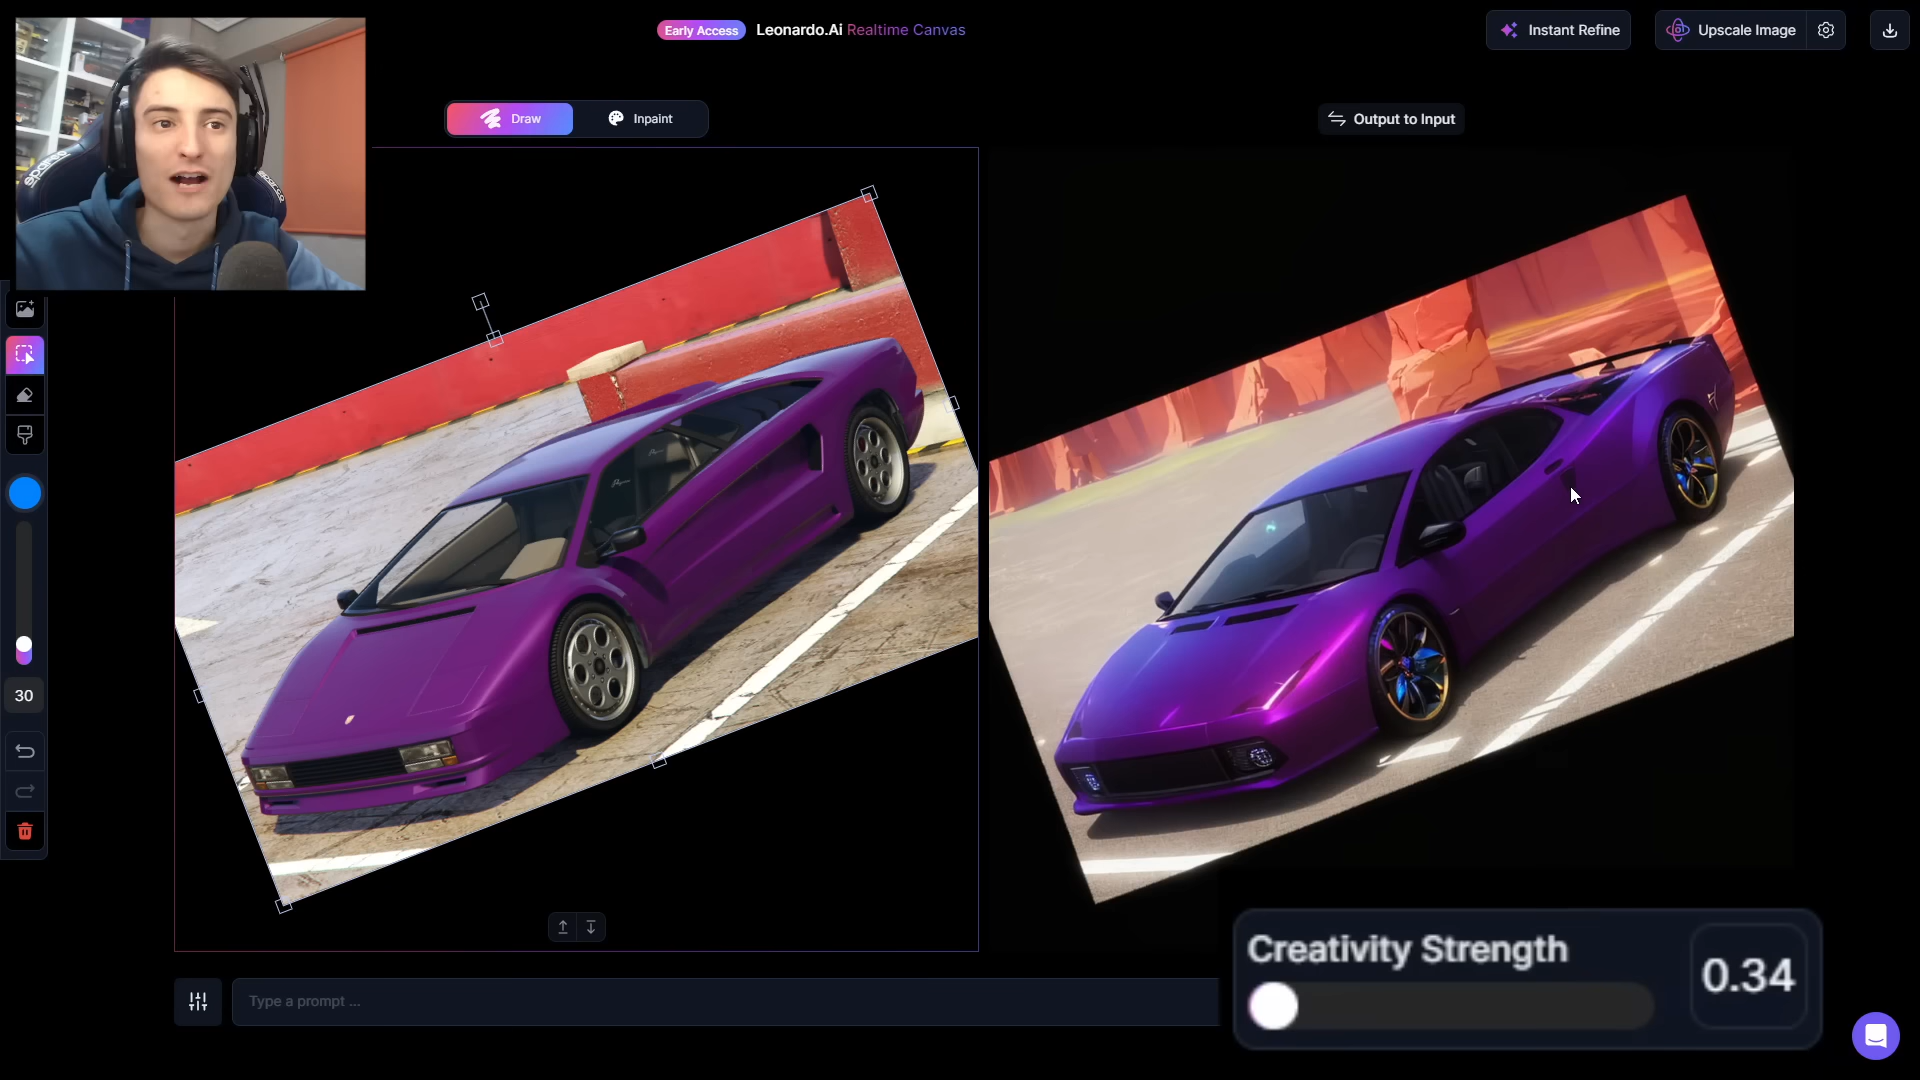 Early Access Leonardo.Ai Realtime Canvas
Instant Refine
Upscale Image
Draw
Inpaint
Output to Input
sparco
30
Type a prompt ...
Creativity Strength
0.34